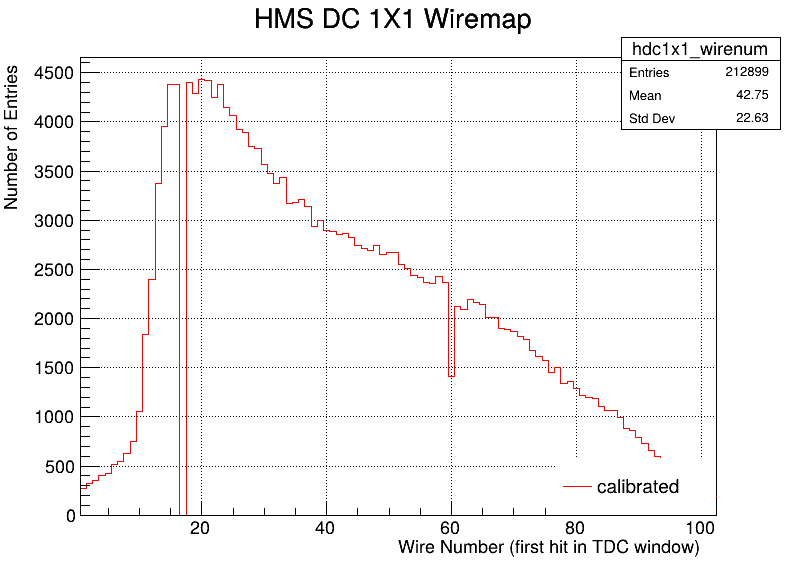 HMS DC 1X1 Wiremap
hdc1x1_wirenum
Entries 212899
Mean 42.75
Std Dev 22.63
Number of Entries
4500
4000
3500
3000
2500
2000
1500
1000
500
0
20 40 60 80 100
calibrated
Wire Number (first hit in TDC window)